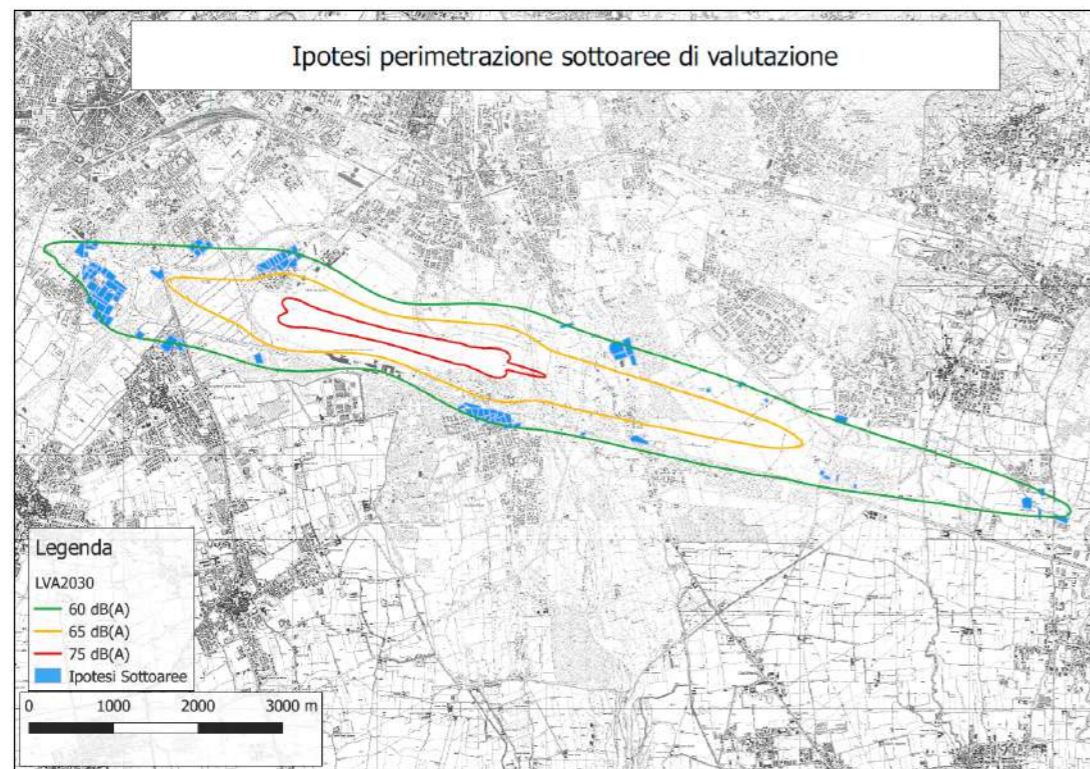 Ipotesi perimetrazione sottoaree di valutazione
Legenda
LVA2030
60 dB(A)
65 dB(A)
75 dB(A)
Ipotesi Sottoaree
0 1000 2000 3000 m